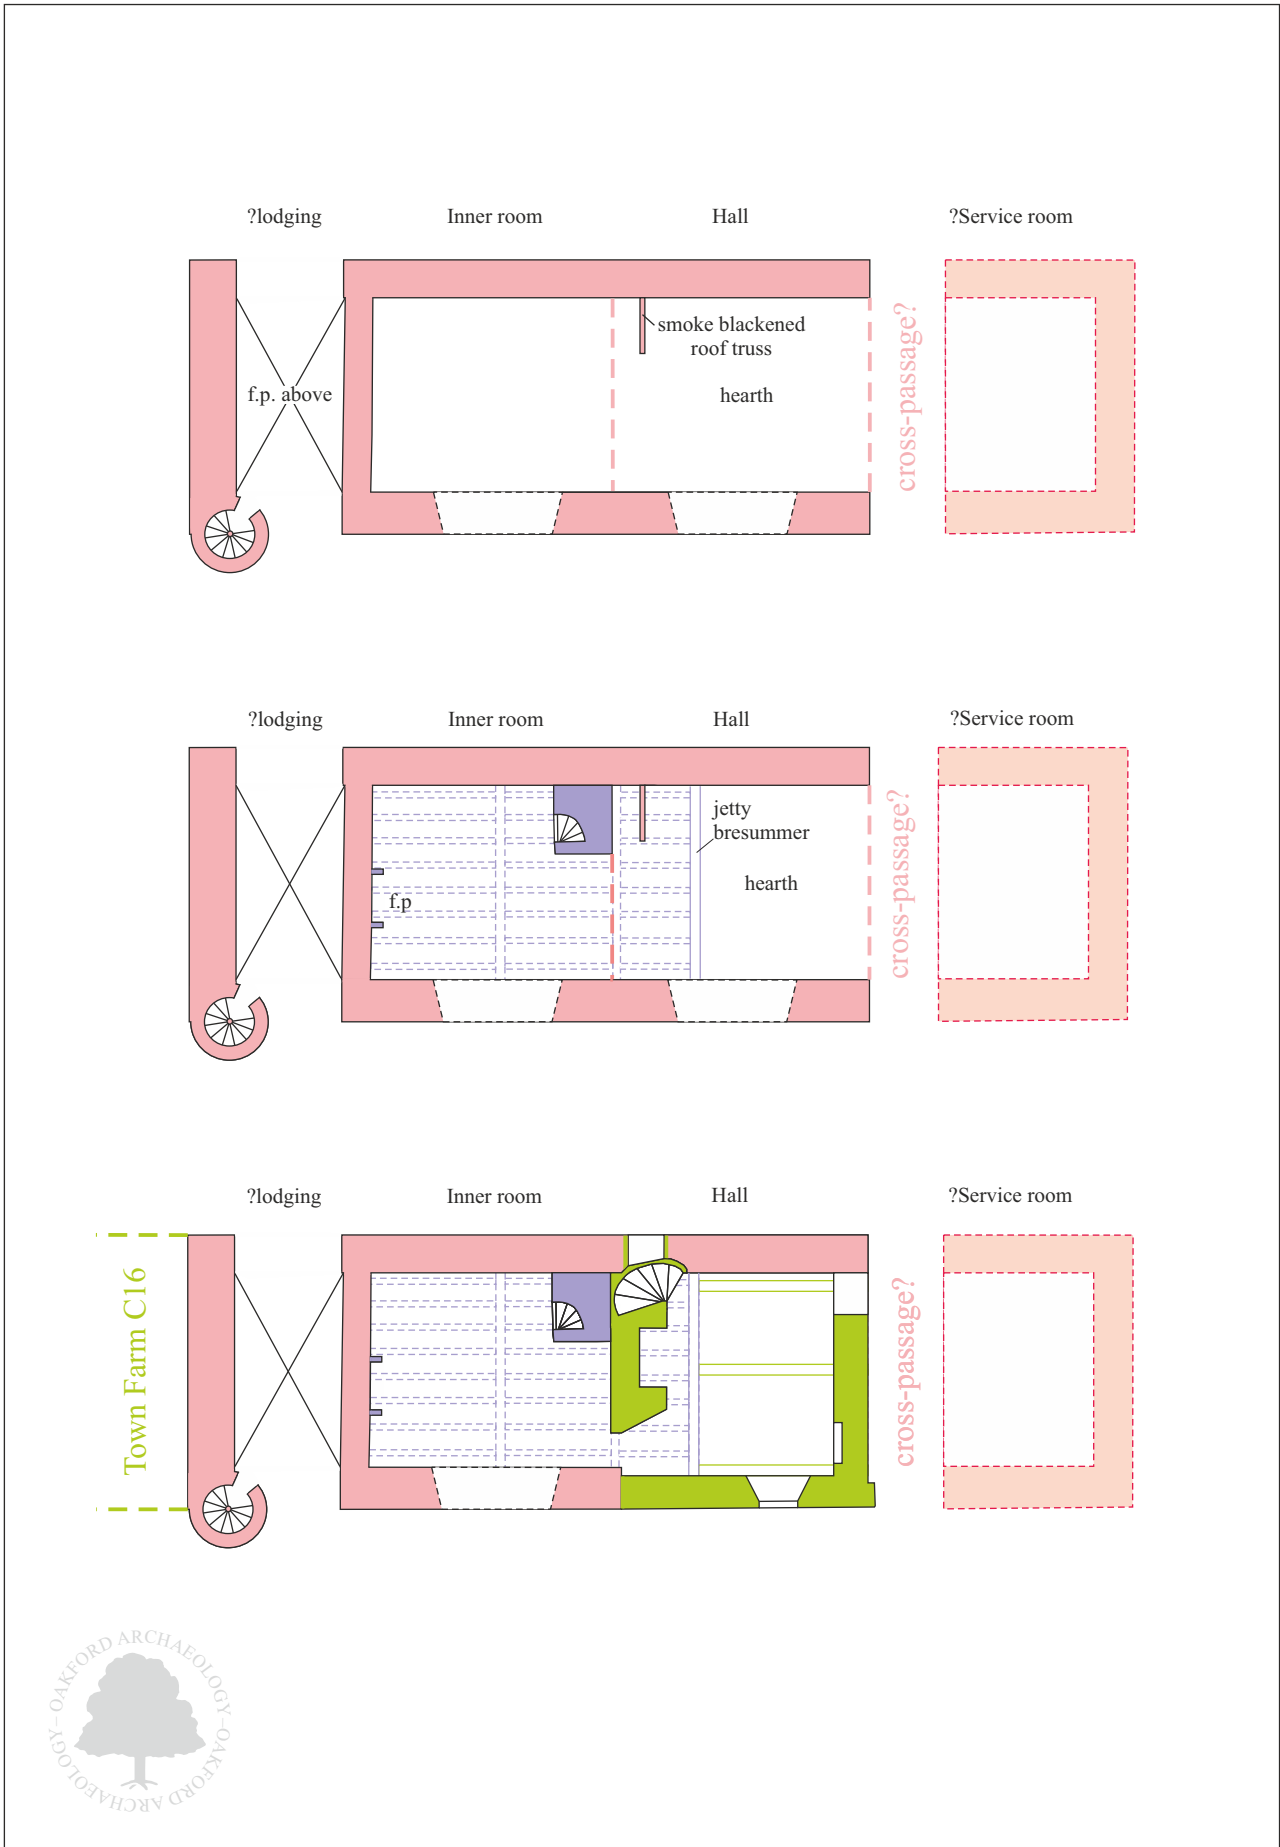 ?lodging
Inner room
Hall
?Service room
smoke blackened
roof truss
f.p. above
hearth
cross-passage?
?lodging
Inner room
Hall
?Service room
jetty
bresummer
f.p
hearth
cross-passage?
?lodging
Inner room
Hall
?Service room
Town Farm C16
cross-passage?
OAKFORD ARCHAEOLOGY – OAKFORD ARCHAEOLOGY –